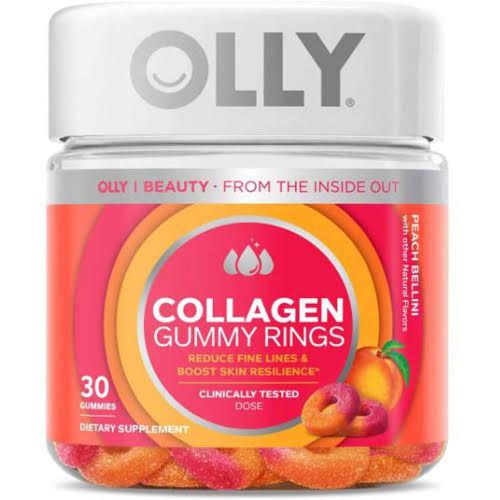 OLLY®
OLLY | BEAUTY · FROM THE INSIDE OUT
COLLAGEN
GUMMY RINGS
REDUCE FINE LINES &
BOOST SKIN RESILIENCE*
CLINICALLY TESTED
DOSE
30
GUMMIES
DIETARY SUPPLEMENT
PEACH BELLINI
with other Natural Flavors